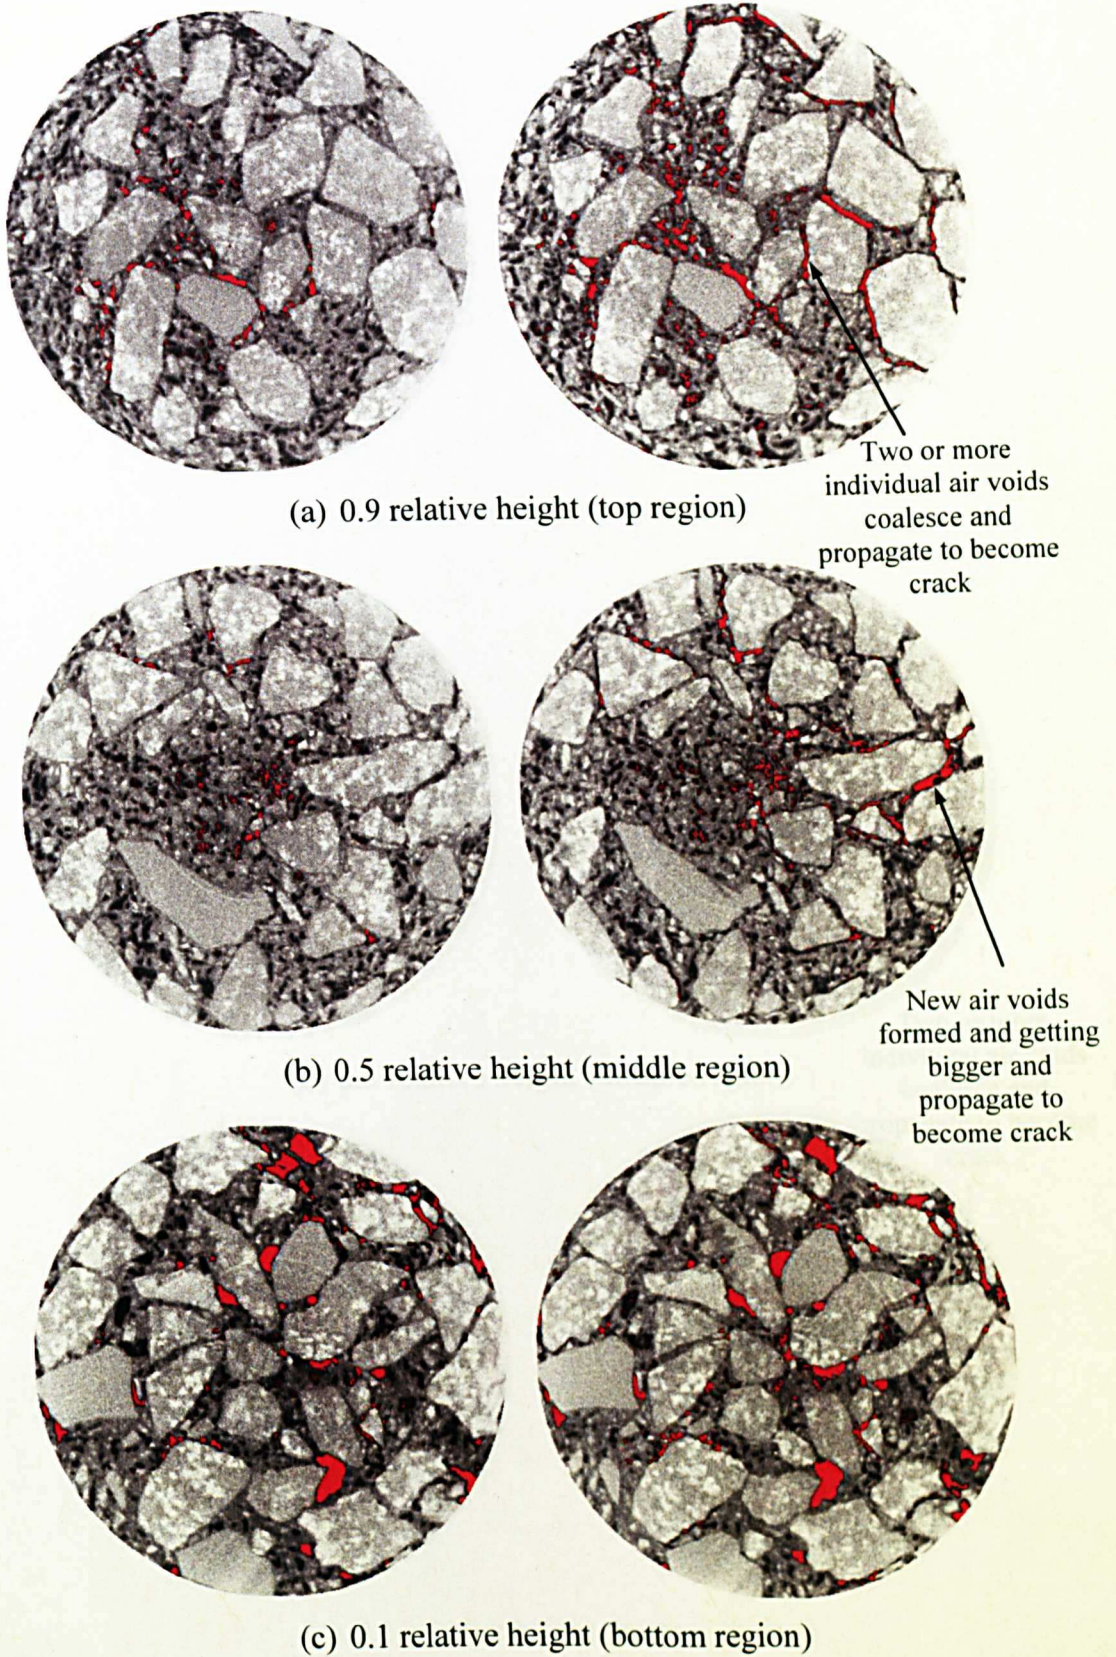 (a) 0.9 relative height (top region)
Two or more
individual air voids
coalesce and
propagate to become
crack
(b) 0.5 relative height (middle region)
New air voids
formed and getting
bigger and
propagate to
become crack
(c) 0.1 relative height (bottom region)